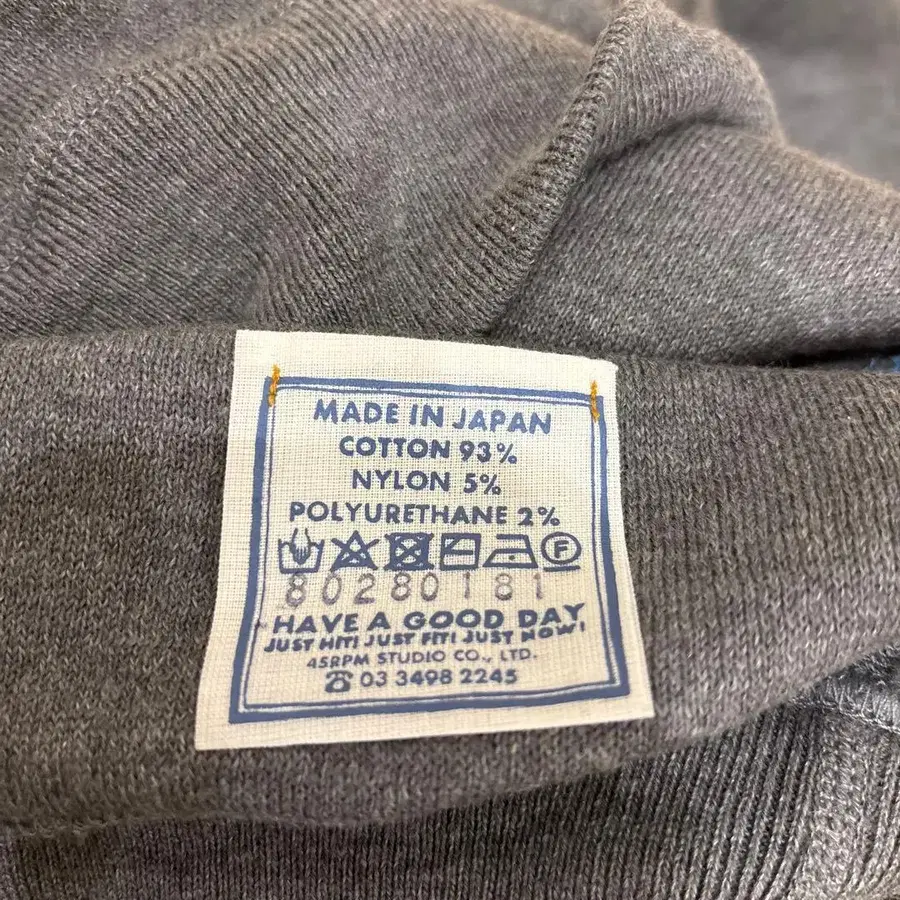 MADE IN JAPAN
COTTON 93%
NYLON 5%
POLYURETHANE 2%
F
80280181
HAVE A GOOD DAY
JUST HIT! JUST FIT! JUST NOW!
45RPM STUDIO CO., LTD.
☎ 03 3498 2245